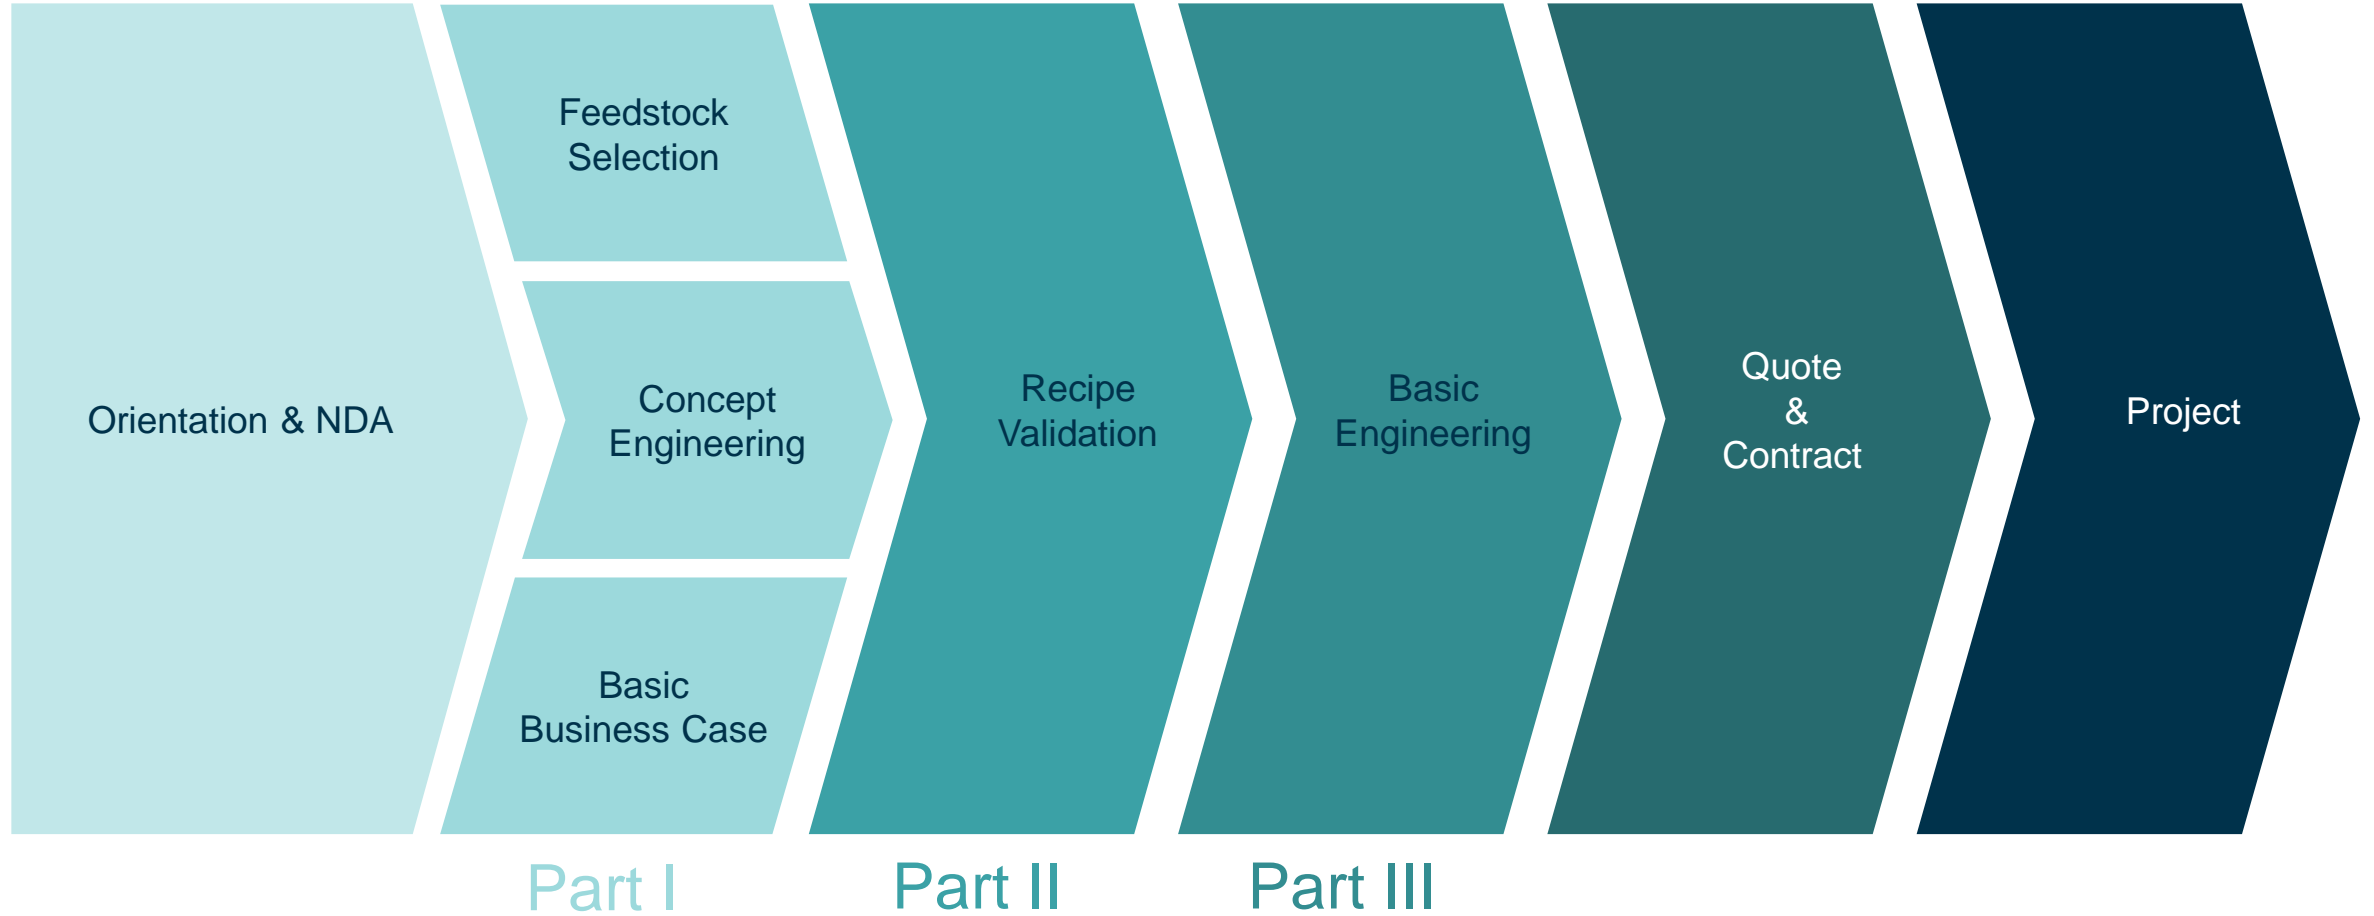 Orientation & NDA
Feedstock
Selection
Concept
Engineering
Basic
Business Case
Recipe
Validation
Basic
Engineering
Quote
&
Contract
Project
Part I
Part II
Part III